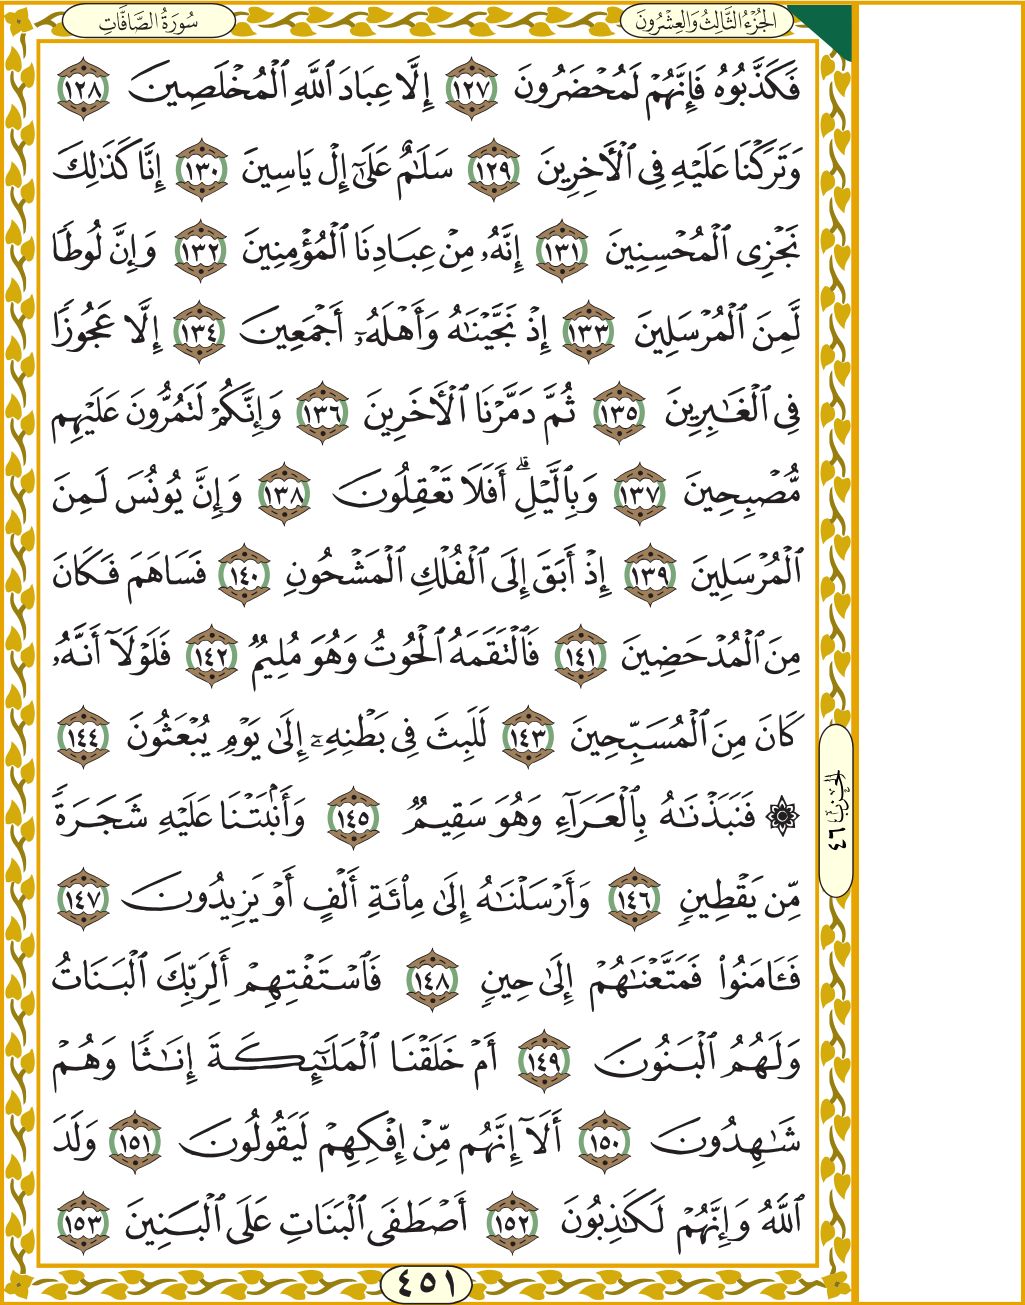 الجُزْءُ الثَّالِثُ وَالعِشْرُونَ
سُورَةُ الصَّافَّاتِ
فَكَذَّبُوهُ فَإِنَّهُمْ لَمُحْضَرُونَ ١٢٧ إِلَّا عِبَادَ ٱللَّهِ ٱلْمُخْلَصِينَ ١٢٨
وَتَرَكْنَا عَلَيْهِ فِى ٱلْأَخِرِينَ ١٢٩ سَلَٰمٌ عَلَىٰٓ إِلْ يَاسِينَ ١٣٠ إِنَّا كَذَٰلِكَ
نَجْزِى ٱلْمُحْسِنِينَ ١٣١ إِنَّهُۥ مِنْ عِبَادِنَا ٱلْمُؤْمِنِينَ ١٣٢ وَإِنَّ لُوطًا
لَّمِنَ ٱلْمُرْسَلِينَ ١٣٣ إِذْ نَجَّيْنَٰهُ وَأَهْلَهُۥٓ أَجْمَعِينَ ١٣٤ إِلَّا عَجُوزًا
فِى ٱلْغَٰبِرِينَ ١٣٥ ثُمَّ دَمَّرْنَا ٱلْأَخَرِينَ ١٣٦ وَإِنَّكُمْ لَتَمُرُّونَ عَلَيْهِم
مُّصْبِحِينَ ١٣٧ وَبِٱلَّيْلِ ۗ أَفَلَا تَعْقِلُونَ ١٣٨ وَإِنَّ يُونُسَ لَمِنَ
ٱلْمُرْسَلِينَ ١٣٩ إِذْ أَبَقَ إِلَى ٱلْفُلْكِ ٱلْمَشْحُونِ ١٤٠ فَسَاهَمَ فَكَانَ
مِنَ ٱلْمُدْحَضِينَ ١٤١ فَٱلْتَقَمَهُ ٱلْحُوتُ وَهُوَ مُلِيمٌ ١٤٢ فَلَوْلَآ أَنَّهُۥ
كَانَ مِنَ ٱلْمُسَبِّحِينَ ١٤٣ لَلَبِثَ فِى بَطْنِهِۦٓ إِلَىٰ يَوْمِ يُبْعَثُونَ ١٤٤
۞ فَنَبَذْنَٰهُ بِٱلْعَرَآءِ وَهُوَ سَقِيمٌ ١٤٥ وَأَنۢبَتْنَا عَلَيْهِ شَجَرَةً
مِّن يَقْطِينٍ ١٤٦ وَأَرْسَلْنَٰهُ إِلَىٰ مِا۟ئَةِ أَلْفٍ أَوْ يَزِيدُونَ ١٤٧
فَـَٔامَنُوا۟ فَمَتَّعْنَٰهُمْ إِلَىٰ حِينٍ ١٤٨ فَٱسْتَفْتِهِمْ أَلِرَبِّكَ ٱلْبَنَاتُ
وَلَهُمُ ٱلْبَنُونَ ١٤٩ أَمْ خَلَقْنَا ٱلْمَلَٰٓئِكَةَ إِنَٰثًا وَهُمْ
شَٰهِدُونَ ١٥٠ أَلَآ إِنَّهُم مِّنْ إِفْكِهِمْ لَيَقُولُونَ ١٥١ وَلَدَ
ٱللَّهُ وَإِنَّهُمْ لَكَٰذِبُونَ ١٥٢ أَصْطَفَى ٱلْبَنَاتِ عَلَى ٱلْبَنِينَ ١٥٣
الحِزبُ ٤٦
٤٥١